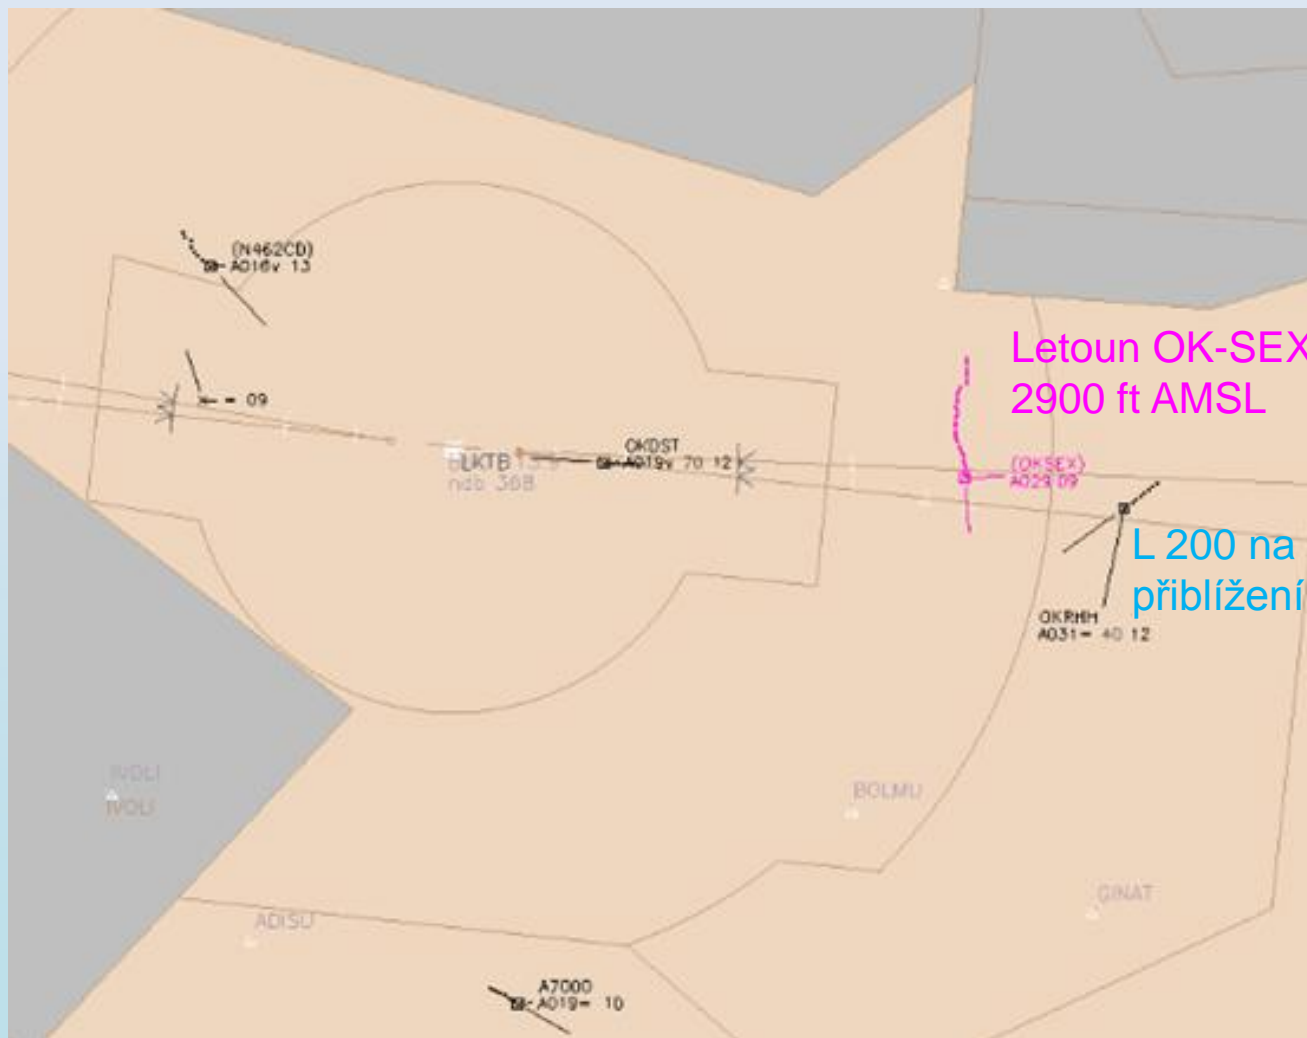 (N462CD)
A016v 13
Letoun OK-SEX
2900 ft AMSL
= 09
OKDST
A019v 70 12
LKTB
ndb 368
(OKSEX)
A029 09
L 200 na
přiblížení
OKRHH
A031= 40 12
IVOLI
IVOLI
BOLMU
GINAT
ADISU
A7000
A019= 10